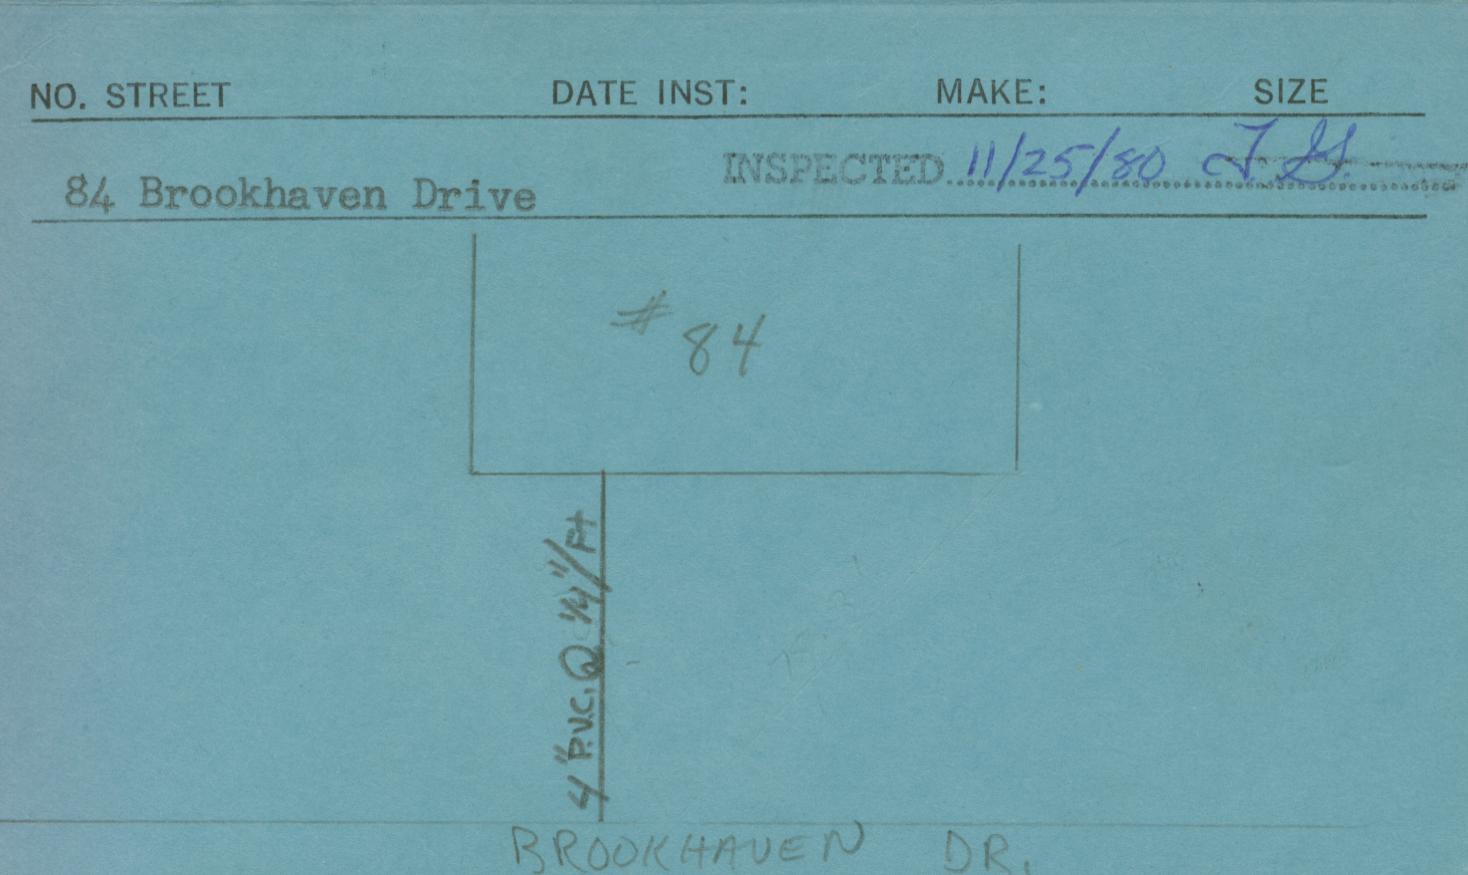 NO. STREET DATE INST: MAKE: SIZE
84 Brookhaven Drive INSPECTED 11/25/80 T. G.
# 84
4" P.V.C. @ 1/4"/Ft
BROOKHAVEN DR.